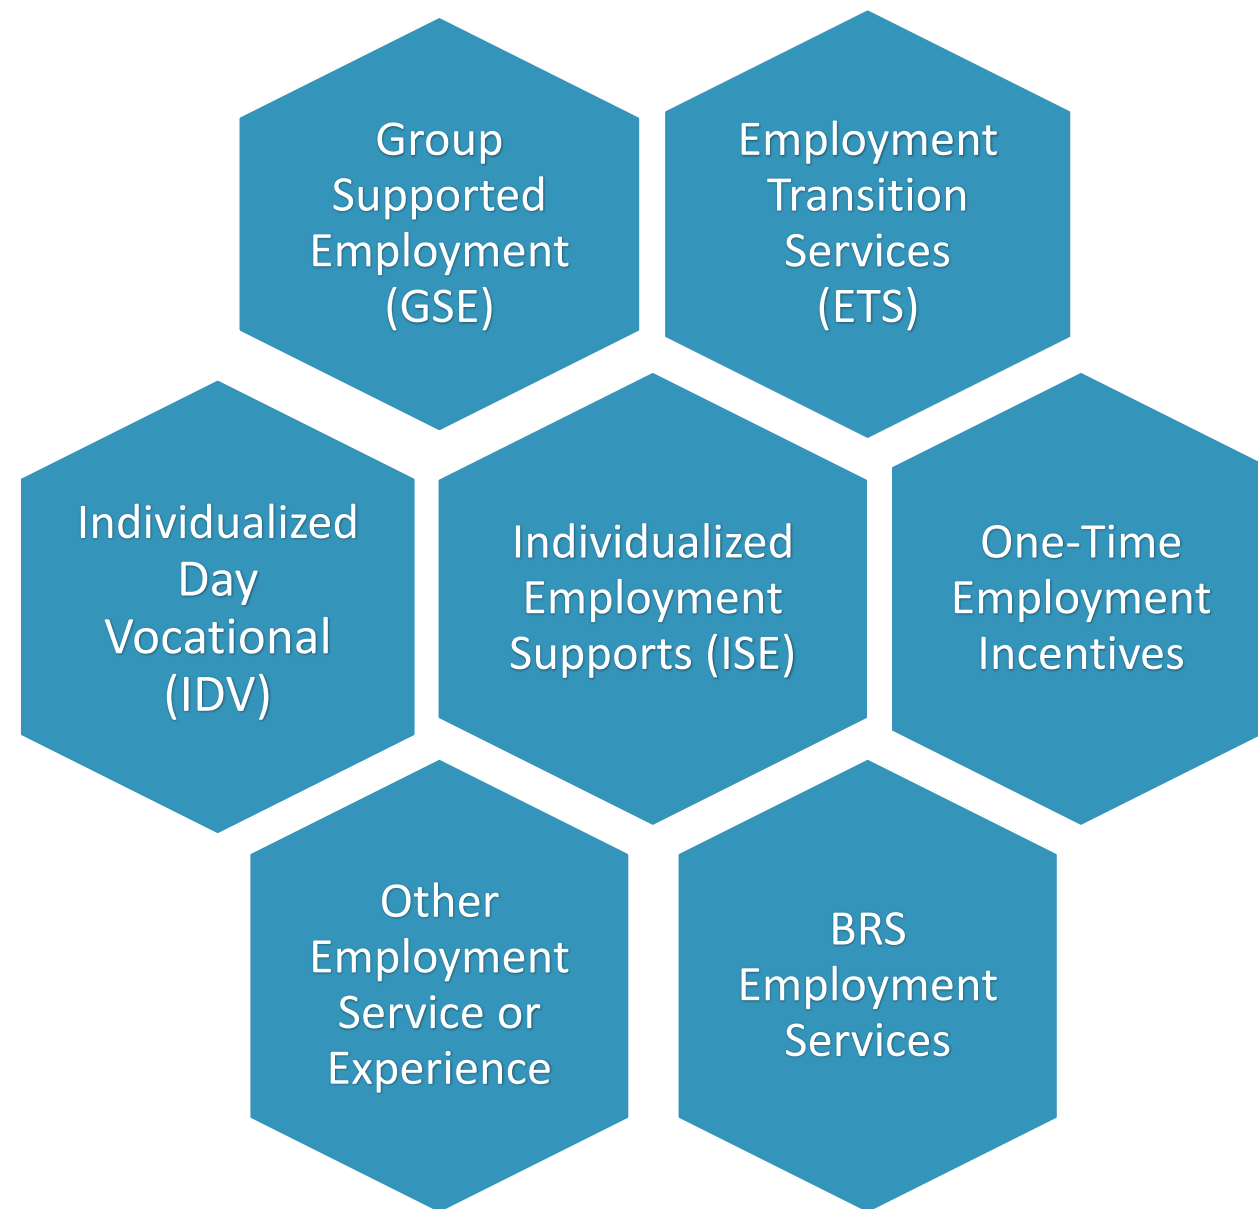 Group
Supported
Employment
(GSE)
Employment
Transition
Services
(ETS)
Individualized
Day
Vocational
(IDV)
Individualized
Employment
Supports (ISE)
One-Time
Employment
Incentives
Other
Employment
Service or
Experience
BRS
Employment
Services